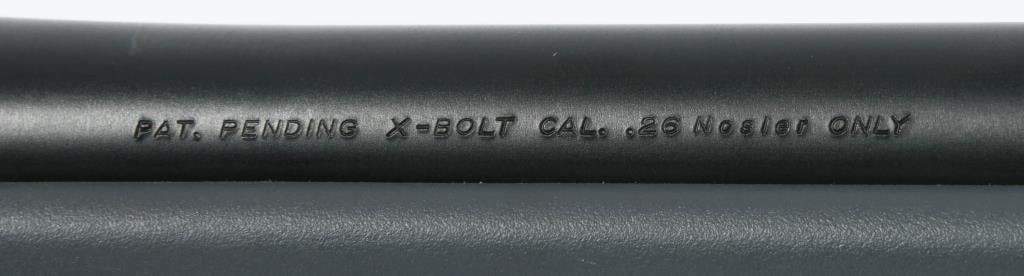 PAT. PENDING X-BOLT CAL. .26 Nosler ONLY